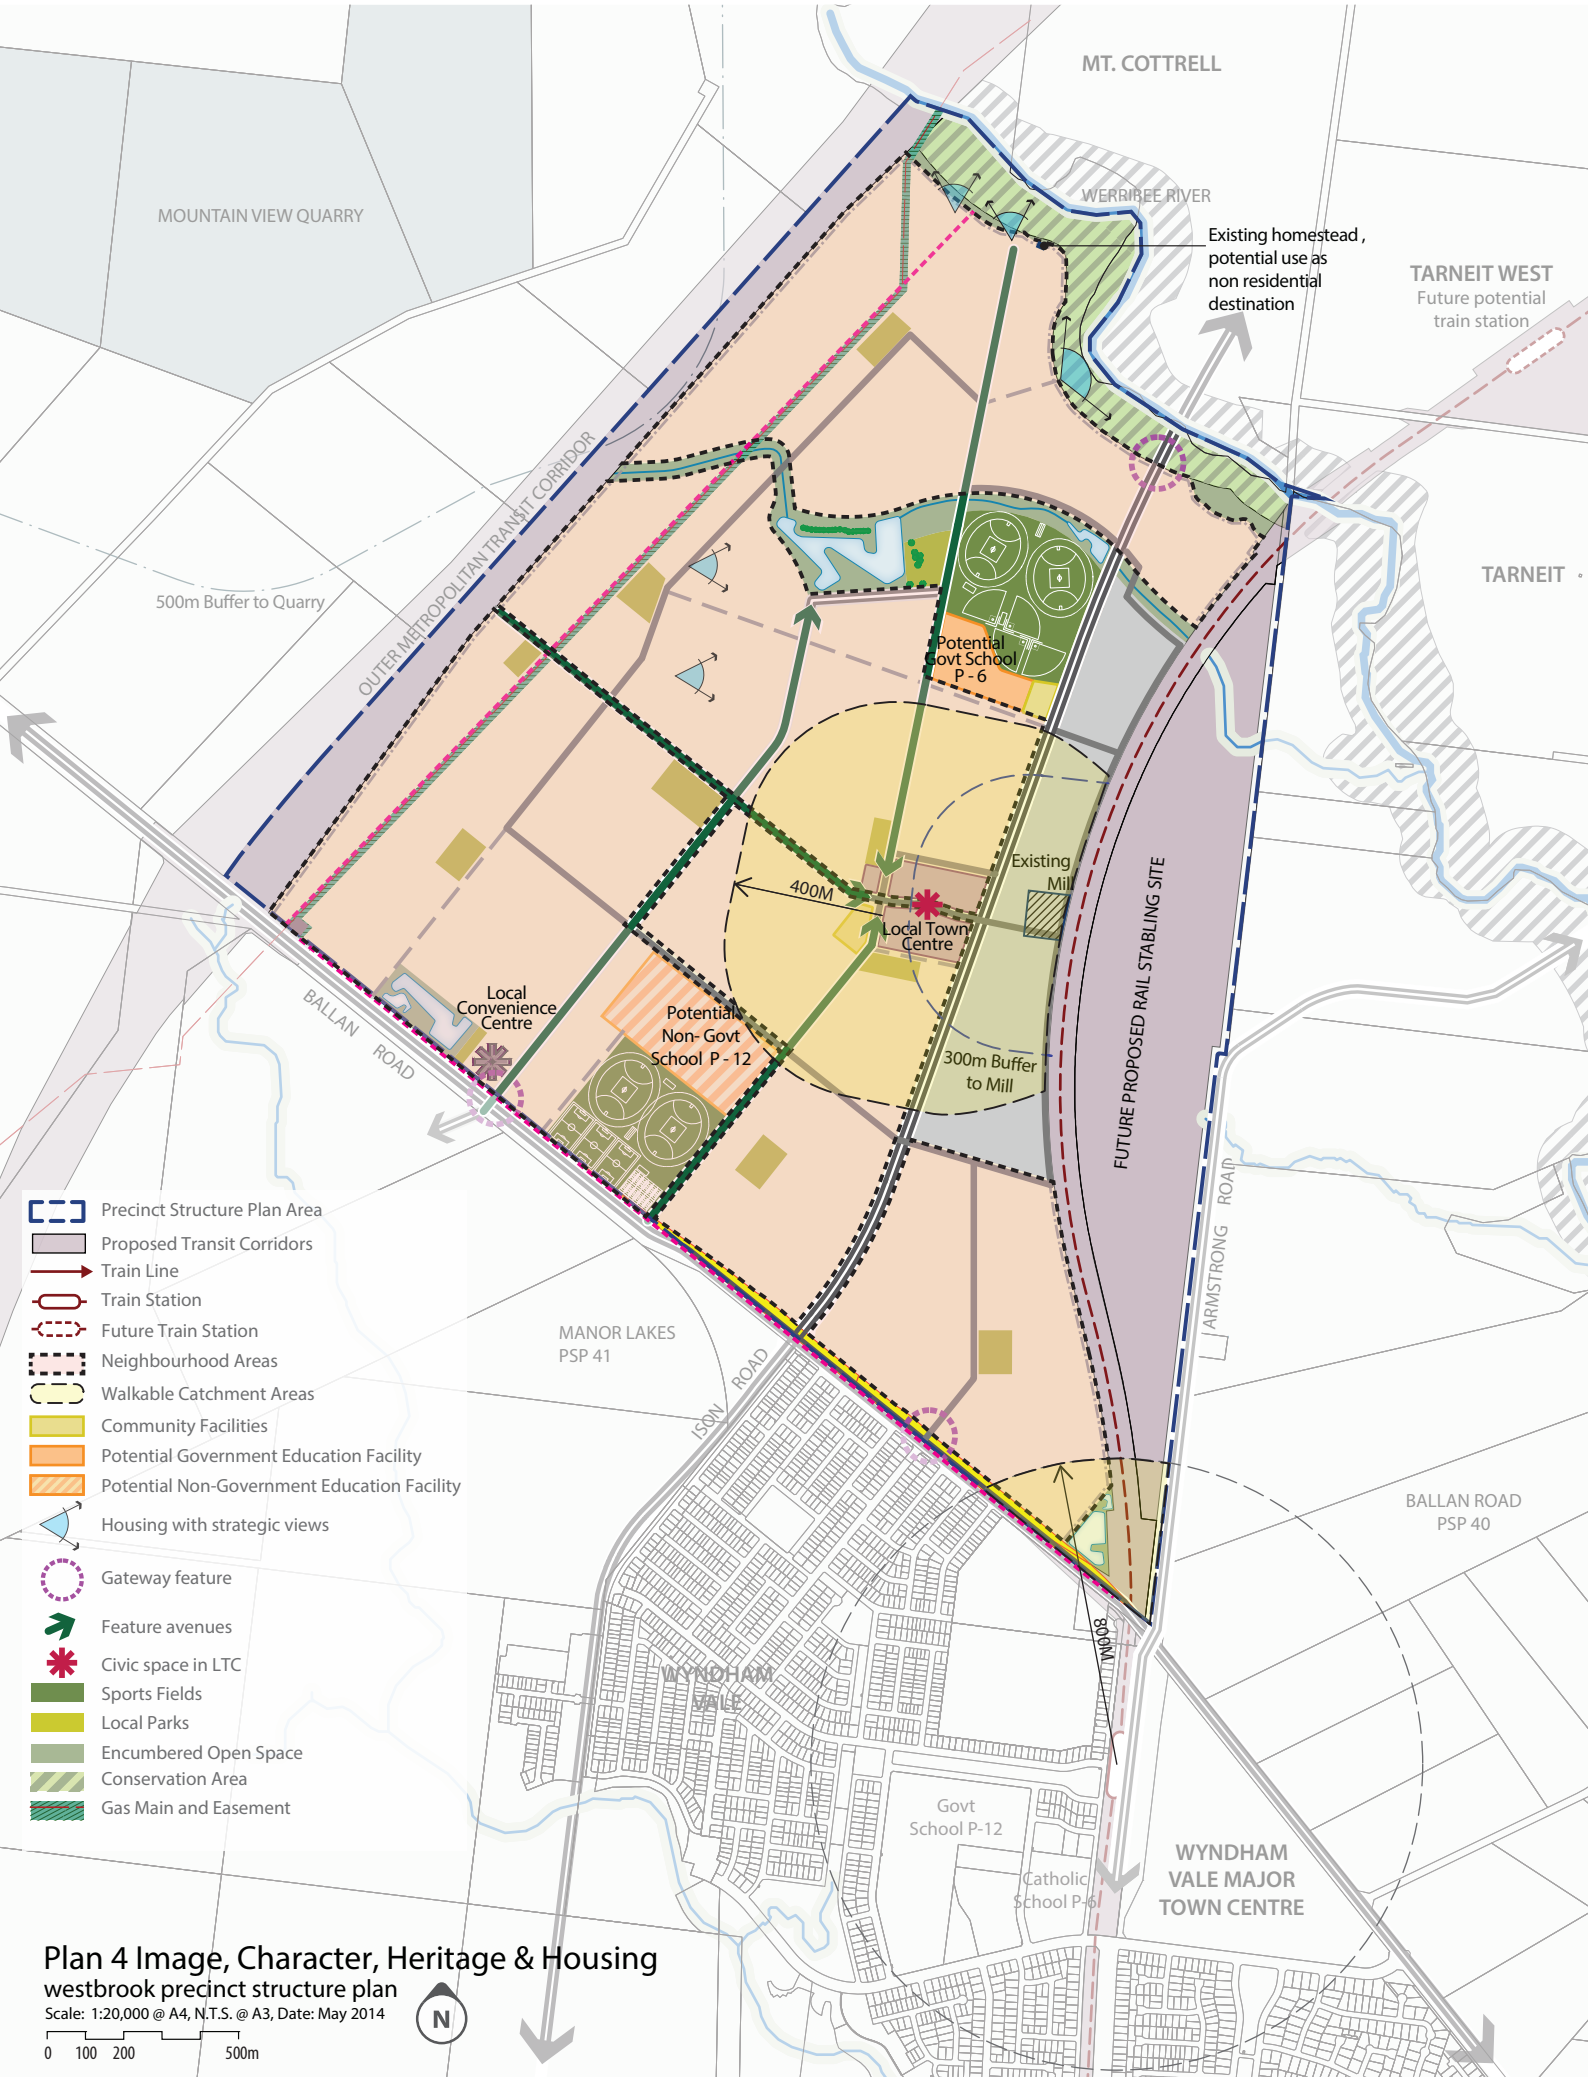 MT. COTTRELL
MOUNTAIN VIEW QUARRY
WERRIBEE RIVER
Existing homestead ,
potential use as
non residential
destination
TARNEIT WEST
Future potential
train station
OUTER METROPOLITAN TRANSIT CORRIDOR
500m Buffer to Quarry
TARNEIT
Potential
Govt School
P - 6
Existing
Mill
400M
Local Town
Centre
FUTURE PROPOSED RAIL STABLING SITE
Local
Convenience
Centre
Potential
Non- Govt
School P - 12
BALLAN ROAD
300m Buffer
to Mill
ARMSTRONG ROAD
MANOR LAKES
PSP 41
ISON ROAD
BALLAN ROAD
PSP 40
800M
WYNDHAM
VALE
Govt
School P-12
Catholic
School P-6
WYNDHAM
VALE MAJOR
TOWN CENTRE
Precinct Structure Plan Area
Proposed Transit Corridors
Train Line
Train Station
Future Train Station
Neighbourhood Areas
Walkable Catchment Areas
Community Facilities
Potential Government Education Facility
Potential Non-Government Education Facility
Housing with strategic views
Gateway feature
Feature avenues
Civic space in LTC
Sports Fields
Local Parks
Encumbered Open Space
Conservation Area
Gas Main and Easement
Plan 4 Image, Character, Heritage & Housing
westbrook precinct structure plan
Scale: 1:20,000 @ A4, N.T.S. @ A3, Date: May 2014
0 100 200 500m
N